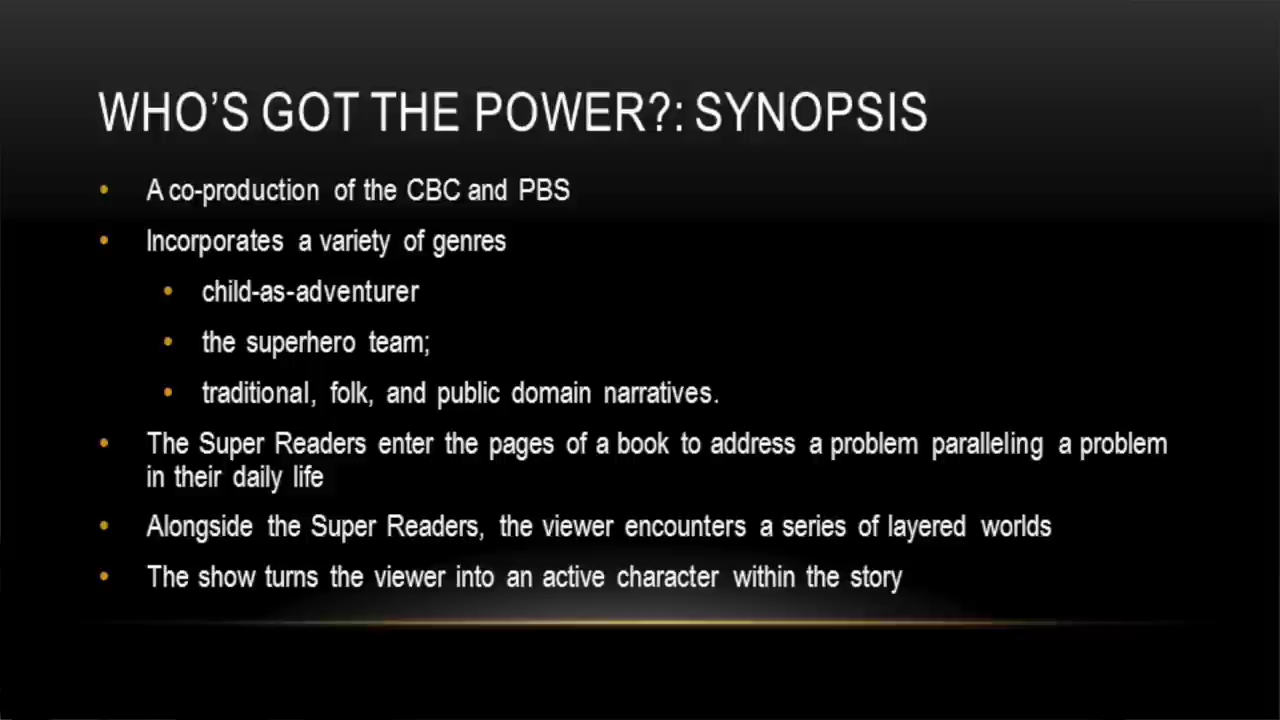 WHO'S GOT THE POWER?: SYNOPSIS
• A co-production of the CBC and PBS
• Incorporates a variety of genres
• child-as-adventurer
• the superhero team;
• traditional, folk, and public domain narratives.
• The Super Readers enter the pages of a book to address a problem paralleling a problem
in their daily life
• Alongside the Super Readers, the viewer encounters a series of layered worlds
• The show turns the viewer into an active character within the story